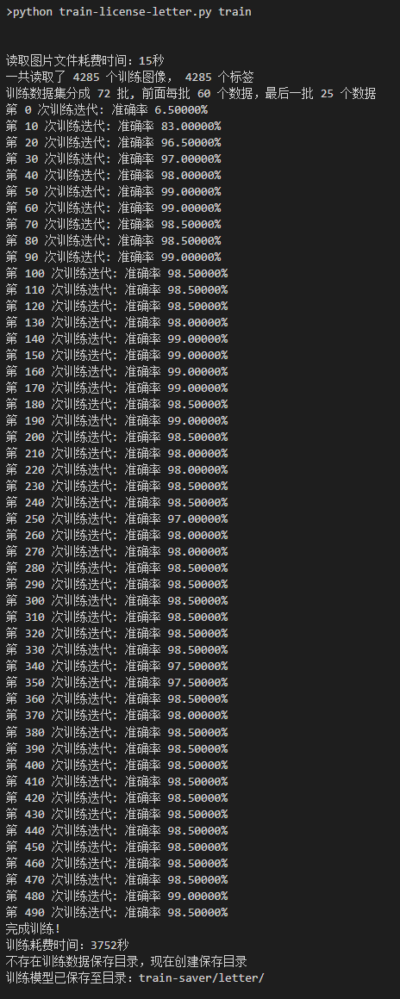 >python train-license-letter.py train
读取图片文件耗费时间：15秒
一共读取了 4285 个训练图像， 4285 个标签
训练数据集分成 72 批, 前面每批 60 个数据，最后一批 25 个数据
第 0 次训练迭代: 准确率 6.50000%
第 10 次训练迭代: 准确率 83.00000%
第 20 次训练迭代: 准确率 96.50000%
第 30 次训练迭代: 准确率 97.00000%
第 40 次训练迭代: 准确率 98.00000%
第 50 次训练迭代: 准确率 99.00000%
第 60 次训练迭代: 准确率 99.00000%
第 70 次训练迭代: 准确率 98.50000%
第 80 次训练迭代: 准确率 98.50000%
第 90 次训练迭代: 准确率 99.00000%
第 100 次训练迭代: 准确率 98.50000%
第 110 次训练迭代: 准确率 98.50000%
第 120 次训练迭代: 准确率 98.50000%
第 130 次训练迭代: 准确率 98.00000%
第 140 次训练迭代: 准确率 99.00000%
第 150 次训练迭代: 准确率 99.00000%
第 160 次训练迭代: 准确率 99.00000%
第 170 次训练迭代: 准确率 99.00000%
第 180 次训练迭代: 准确率 98.50000%
第 190 次训练迭代: 准确率 99.00000%
第 200 次训练迭代: 准确率 98.50000%
第 210 次训练迭代: 准确率 98.00000%
第 220 次训练迭代: 准确率 98.00000%
第 230 次训练迭代: 准确率 98.50000%
第 240 次训练迭代: 准确率 98.50000%
第 250 次训练迭代: 准确率 97.00000%
第 260 次训练迭代: 准确率 98.00000%
第 270 次训练迭代: 准确率 98.00000%
第 280 次训练迭代: 准确率 98.50000%
第 290 次训练迭代: 准确率 98.50000%
第 300 次训练迭代: 准确率 98.50000%
第 310 次训练迭代: 准确率 98.50000%
第 320 次训练迭代: 准确率 98.50000%
第 330 次训练迭代: 准确率 98.50000%
第 340 次训练迭代: 准确率 97.50000%
第 350 次训练迭代: 准确率 97.50000%
第 360 次训练迭代: 准确率 98.50000%
第 370 次训练迭代: 准确率 98.00000%
第 380 次训练迭代: 准确率 98.50000%
第 390 次训练迭代: 准确率 98.50000%
第 400 次训练迭代: 准确率 98.50000%
第 410 次训练迭代: 准确率 98.50000%
第 420 次训练迭代: 准确率 98.50000%
第 430 次训练迭代: 准确率 98.50000%
第 440 次训练迭代: 准确率 98.50000%
第 450 次训练迭代: 准确率 98.50000%
第 460 次训练迭代: 准确率 98.50000%
第 470 次训练迭代: 准确率 98.50000%
第 480 次训练迭代: 准确率 99.00000%
第 490 次训练迭代: 准确率 98.50000%
完成训练!
训练耗费时间：3752秒
不存在训练数据保存目录，现在创建保存目录
训练模型已保存至目录：train-saver/letter/